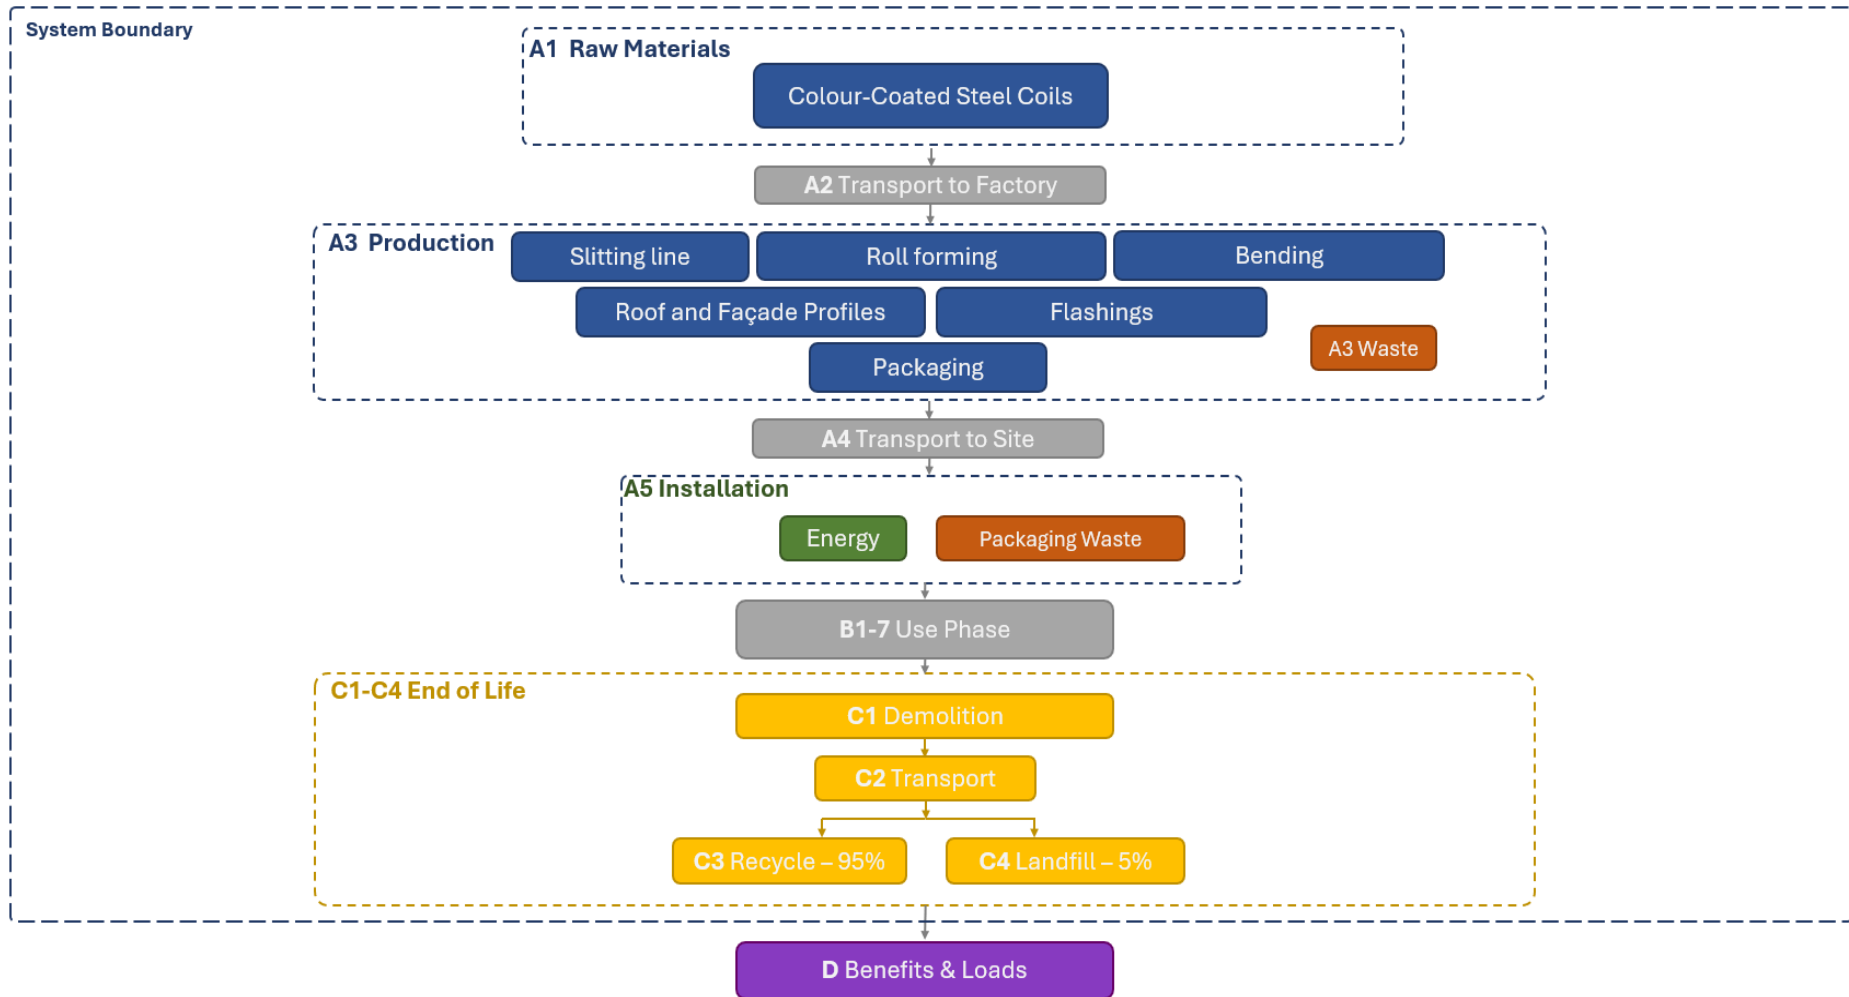 System Boundary
A1  Raw Materials
Colour-Coated Steel Coils
A2 Transport to Factory
A3  Production
Slitting line
Roll forming
Bending
Roof and Façade Profiles
Flashings
A3 Waste
Packaging
A4 Transport to Site
A5 Installation
Energy
Packaging Waste
B1-7 Use Phase
C1-C4 End of Life
C1 Demolition
C2 Transport
C3 Recycle – 95%
C4 Landfill – 5%
D Benefits & Loads